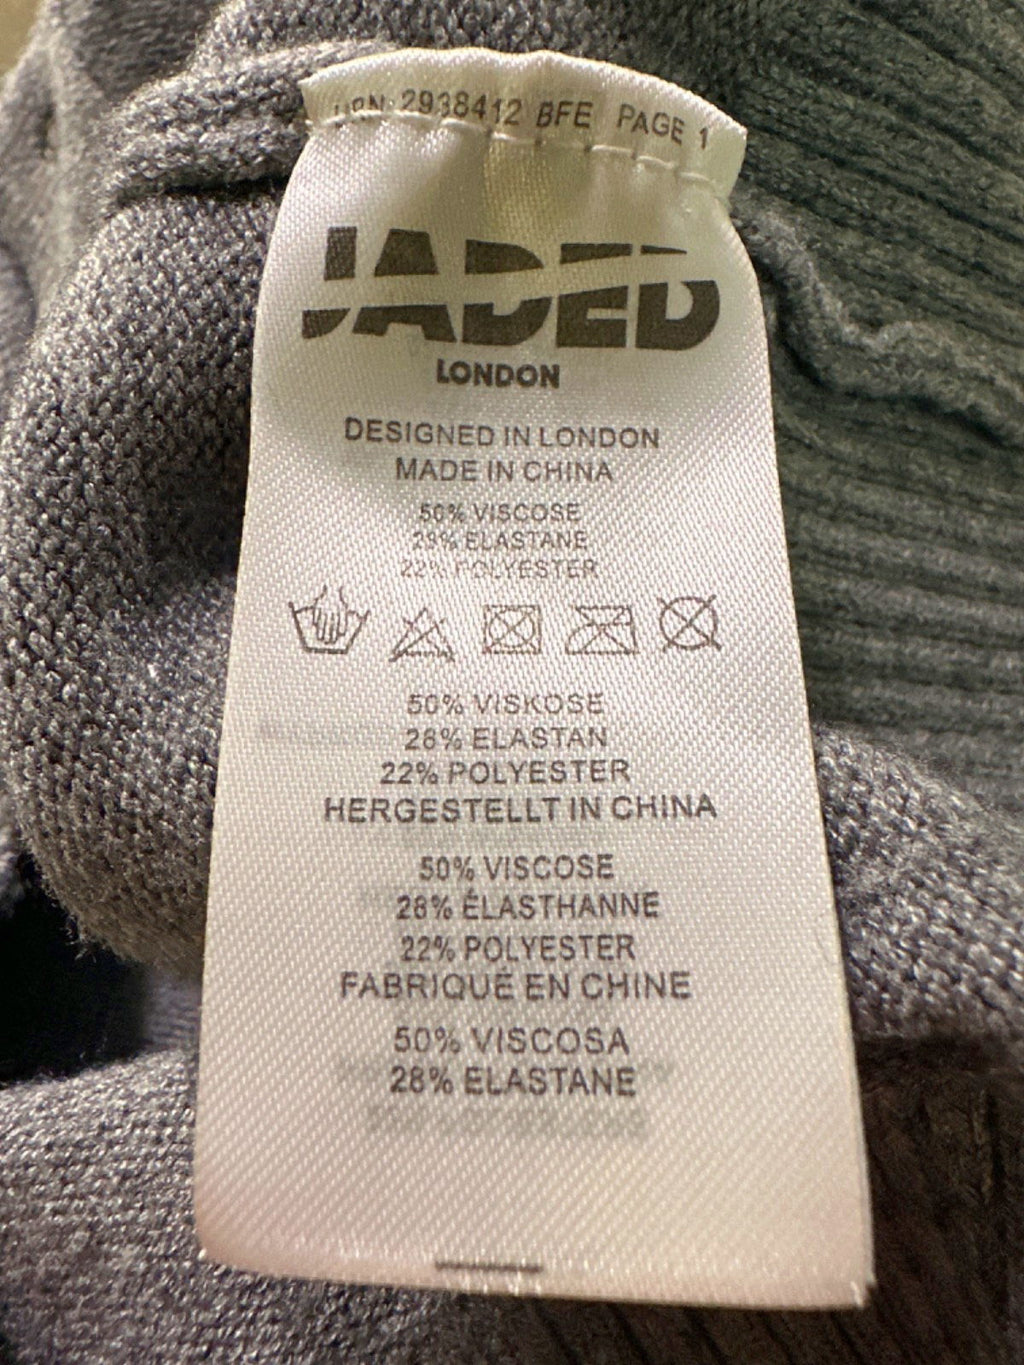 URN: 2938412 BFE PAGE 1
JADED
LONDON
DESIGNED IN LONDON
MADE IN CHINA
50% VISCOSE
28% ELASTANE
22% POLYESTER
50% VISKOSE
28% ELASTAN
22% POLYESTER
HERGESTELLT IN CHINA
50% VISCOSE
28% ÉLASTHANNE
22% POLYESTER
FABRIQUÉ EN CHINE
50% VISCOSA
28% ELASTANE